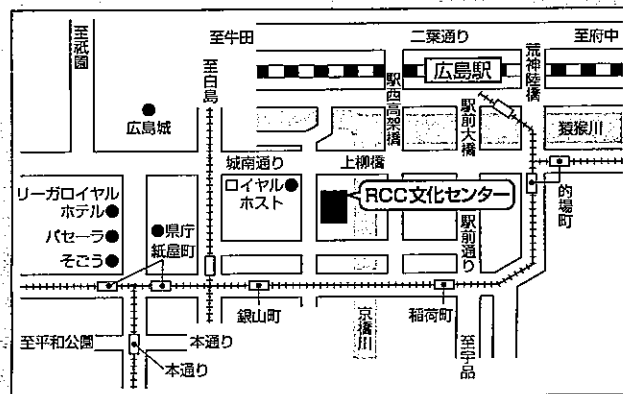 至祇園
至牛田
二葉通り
至府中
至白島
広島駅
荒神陸橋
広島城
駅西高架橋
駅前大橋
猿猴川
城南通り
上柳橋
リーガロイヤル
ホテル
ロイヤル
ホスト
RCC文化センター
的場町
パセーラ
県庁
そごう
紙屋町
駅前通り
銀山町
京橋川
稲荷町
至平和公園
本通り
本通り
至宇品